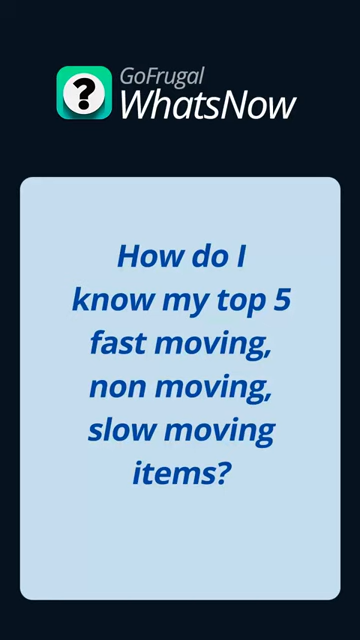 ?
GoFrugal
WhatsNow
How do I
know my top 5
fast moving,
non moving,
slow moving
items?